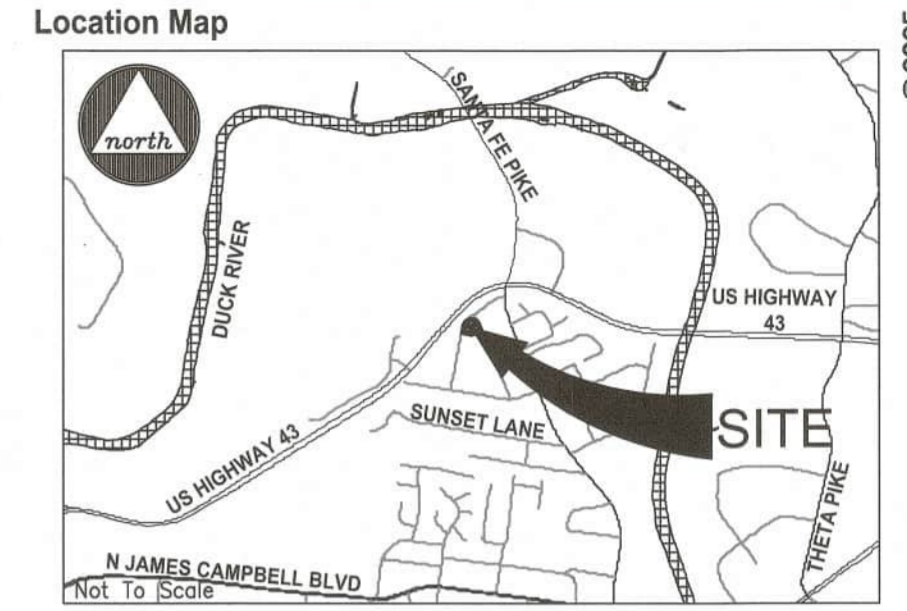 Location Map
north
SANTA FE PIKE
DUCK RIVER
US HIGHWAY
43
SUNSET LANE
SITE
US HIGHWAY 43
THETA PIKE
N JAMES CAMPBELL BLVD
Not To Scale